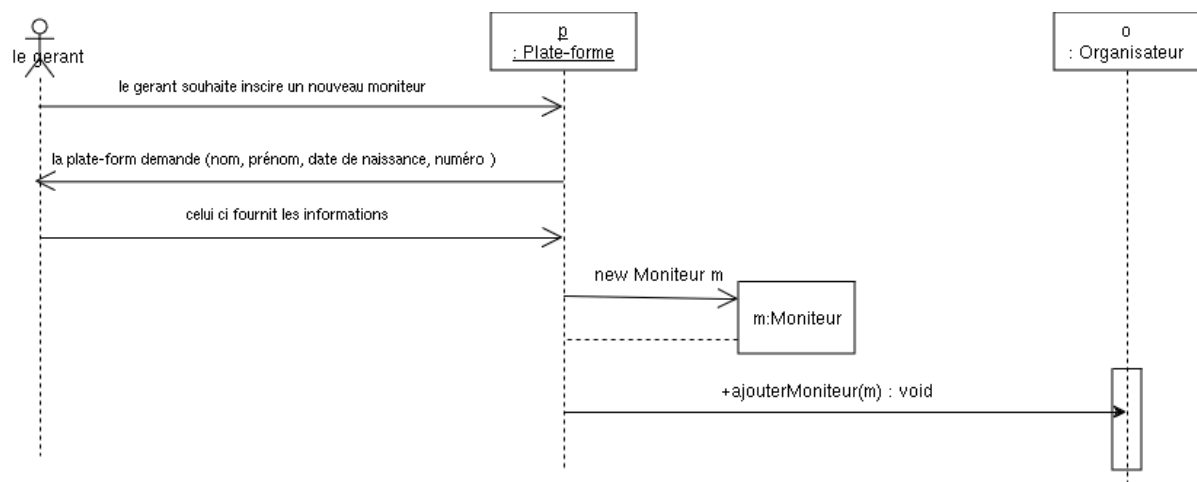 le gerant
p
: Plate-forme
o
: Organisateur
le gerant souhaite inscire un nouveau moniteur
la plate-form demande (nom, prénom, date de naissance, numéro )
celui ci fournit les informations
new Moniteur m
m:Moniteur
+ajouterMoniteur(m) : void